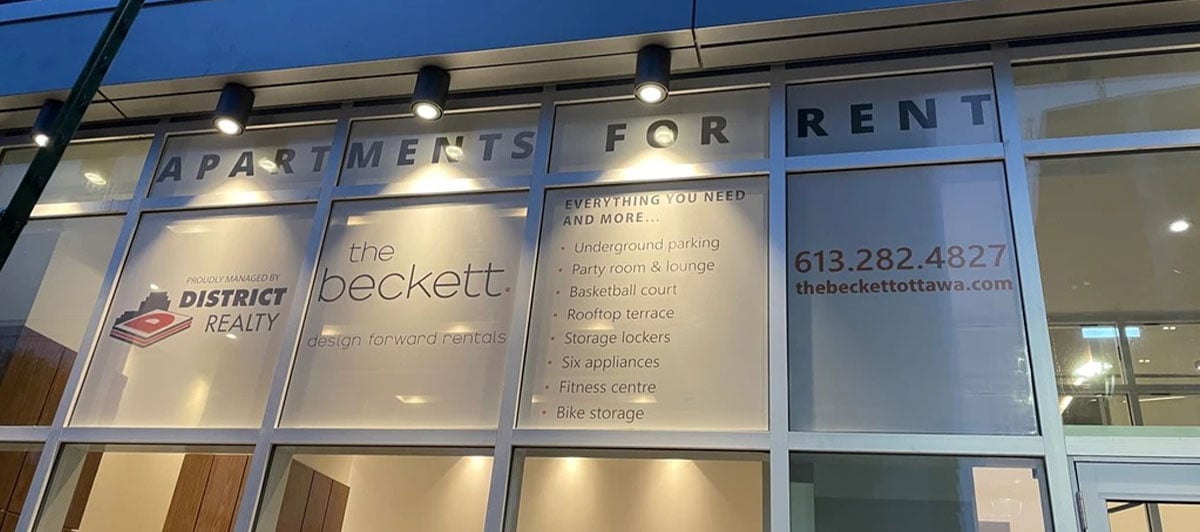 APARTMENTS FOR RENT
PROUDLY MANAGED BY
DISTRICT
REALTY
the
beckett.
design forward rentals
EVERYTHING YOU NEED
AND MORE...
• Underground parking
• Party room & lounge
• Basketball court
• Rooftop terrace
• Storage lockers
• Six appliances
• Fitness centre
• Bike storage
613.282.4827
thebeckettottawa.com